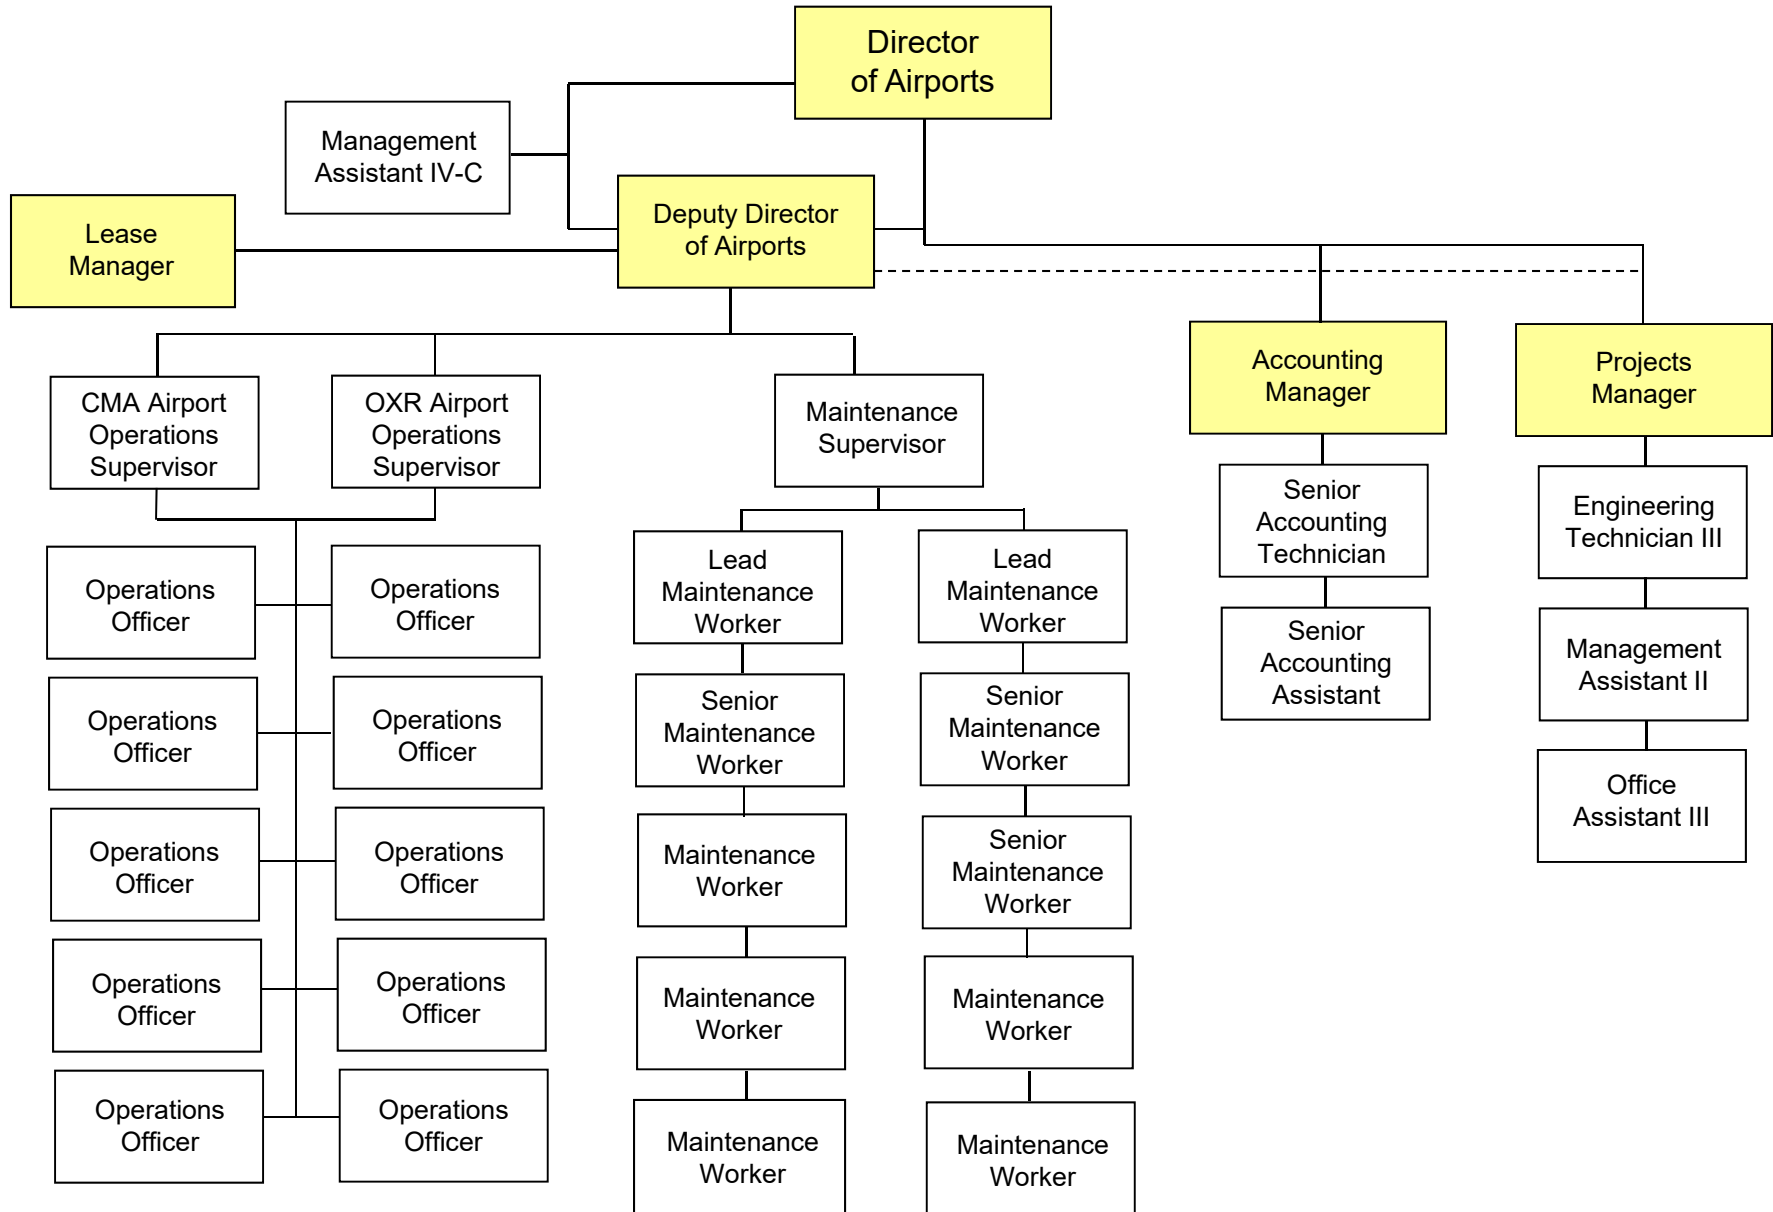 Director
of Airports
Management
Assistant IV-C
Deputy Director
of Airports
Lease
Manager
Accounting
Manager
Projects
Manager
CMA Airport
Operations
Supervisor
OXR Airport
Operations
Supervisor
Maintenance
Supervisor
Senior
Accounting
Technician
Engineering
Technician III
Operations
Officer
Operations
Officer
Lead
Maintenance
Worker
Lead
Maintenance
Worker
Senior
Accounting
Assistant
Management
Assistant II
Operations
Officer
Operations
Officer
Senior
Maintenance
Worker
Senior
Maintenance
Worker
Office
Assistant III
Operations
Officer
Operations
Officer
Maintenance
Worker
Senior
Maintenance
Worker
Operations
Officer
Operations
Officer
Maintenance
Worker
Maintenance
Worker
Operations
Officer
Operations
Officer
Maintenance
Worker
Maintenance
Worker